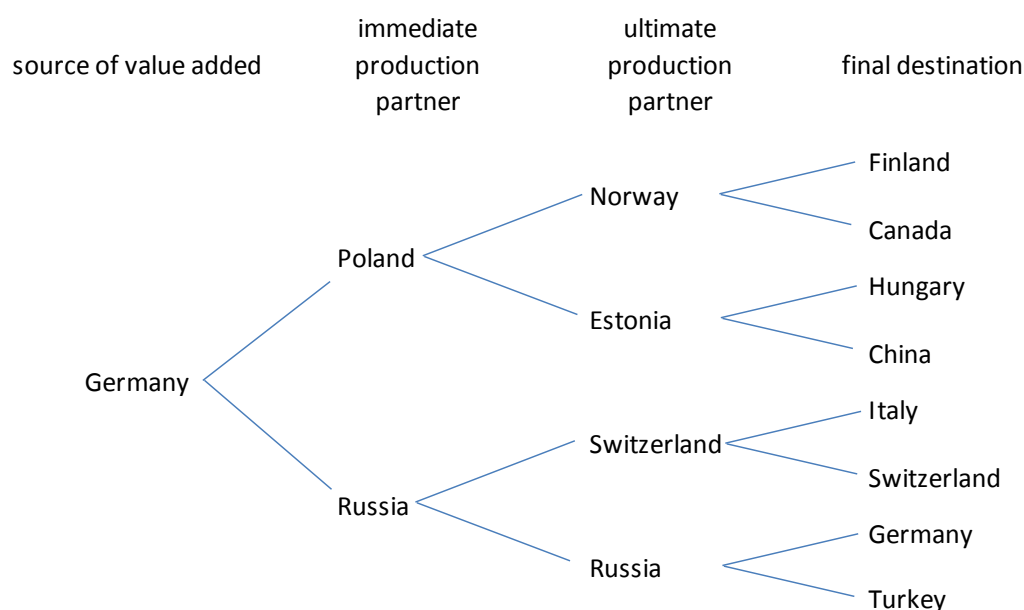 source of value added
immediate
production
partner
ultimate
production
partner
final destination
Germany
Poland
Russia
Norway
Estonia
Switzerland
Russia
Finland
Canada
Hungary
China
Italy
Switzerland
Germany
Turkey